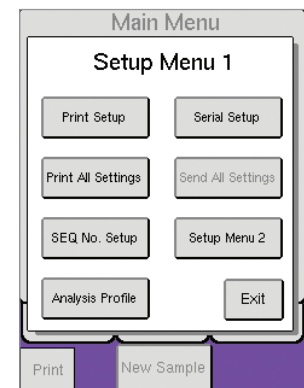 Main Menu
Setup Menu 1
Print Setup
Serial Setup
Print All Settings
Send All Settings
SEQ No. Setup
Setup Menu 2
Analysis Profile
Exit
Print
New Sample